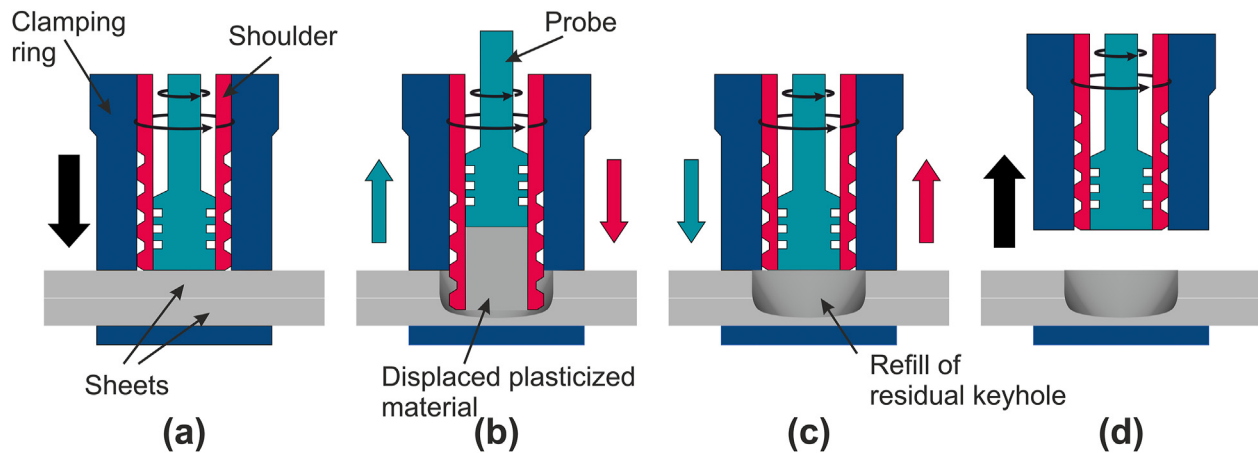 Clamping
ring
Shoulder
Probe
Sheets
Displaced plasticized
material
Refill of
residual keyhole
(a)
(b)
(c)
(d)